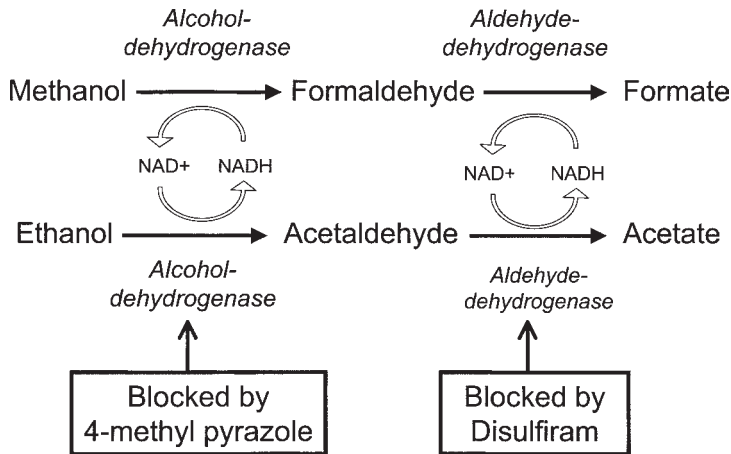 Alcohol-
dehydrogenase
Aldehyde-
dehydrogenase
Methanol
Formaldehyde
Formate
NAD+
NADH
NAD+
NADH
Ethanol
Acetaldehyde
Acetate
Alcohol-
dehydrogenase
Aldehyde-
dehydrogenase
Blocked by
4-methyl pyrazole
Blocked by
Disulfiram